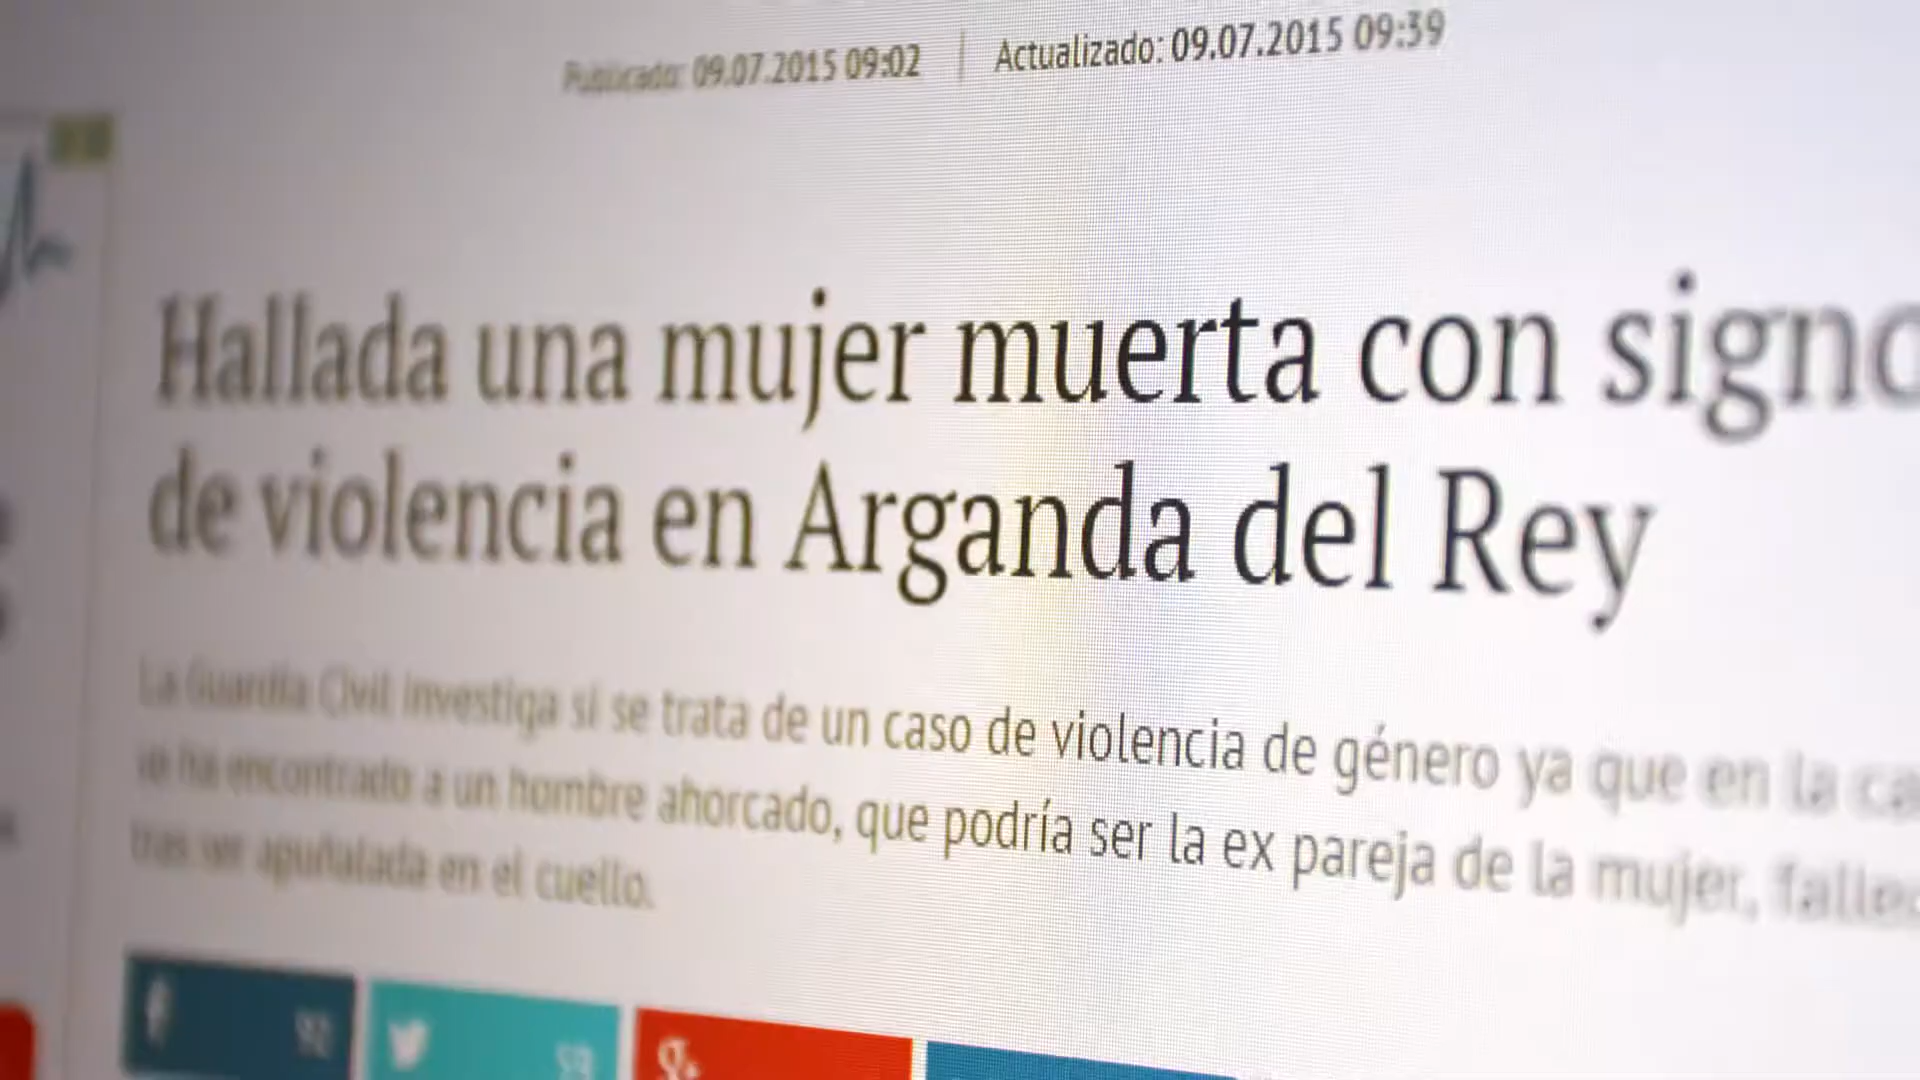 Publicado: 09.07.2015 09:02 | Actualizado: 09.07.2015 09:39
Hallada una mujer muerta con signo
de violencia en Arganda del Rey
La Guardia Civil investiga si se trata de un caso de violencia de género ya que en la ca
se ha encontrado a un hombre ahorcado, que podría ser la ex pareja de la mujer, fallec
tras ser apuñalada en el cuello.
92
g+